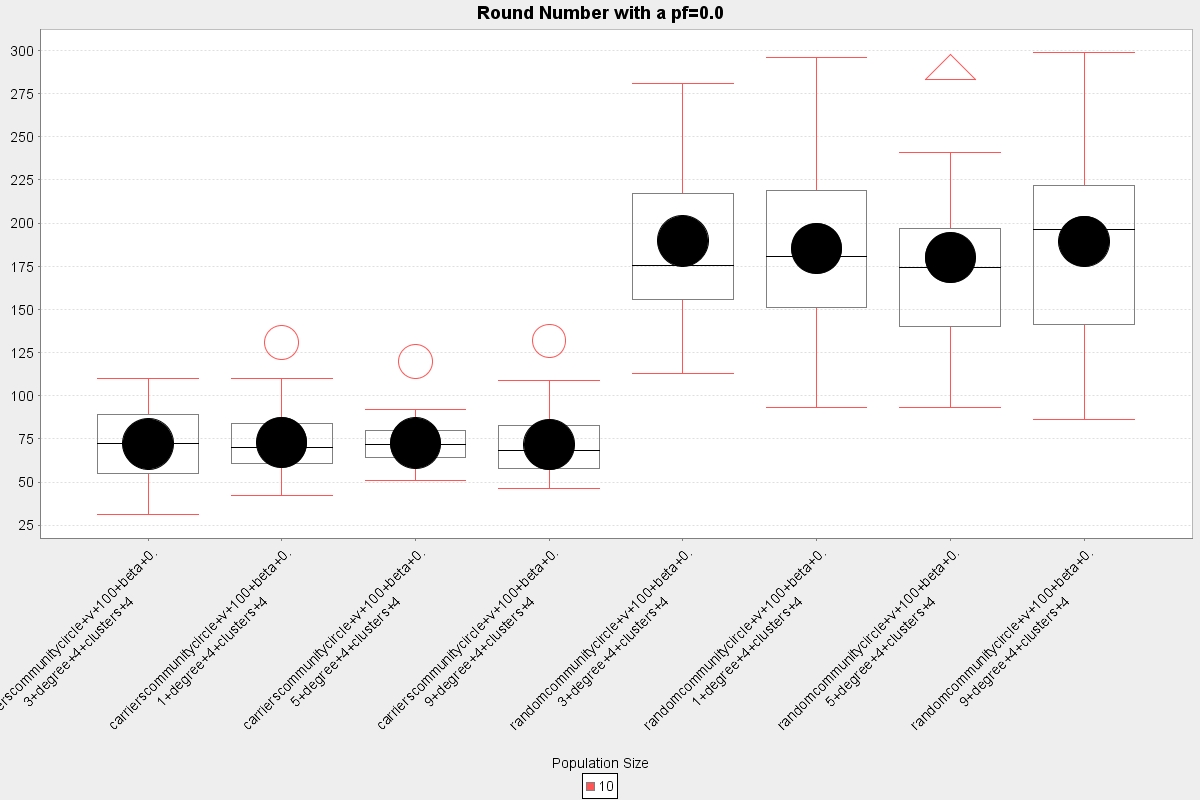 Round Number with a pf=0.0
300
275
250
225
200
175
150
125
100
75
50
25
erscommunitycircle+v+100+beta+0.
3+degree+4+clusters+4
carrierscommunitycircle+v+100+beta+0.
1+degree+4+clusters+4
carrierscommunitycircle+v+100+beta+0.
5+degree+4+clusters+4
carrierscommunitycircle+v+100+beta+0.
9+degree+4+clusters+4
randomcommunitycircle+v+100+beta+0.
3+degree+4+clusters+4
randomcommunitycircle+v+100+beta+0.
1+degree+4+clusters+4
randomcommunitycircle+v+100+beta+0.
5+degree+4+clusters+4
randomcommunitycircle+v+100+beta+0.
9+degree+4+clusters+4
Population Size
10